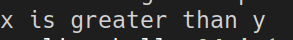 x is greater than y